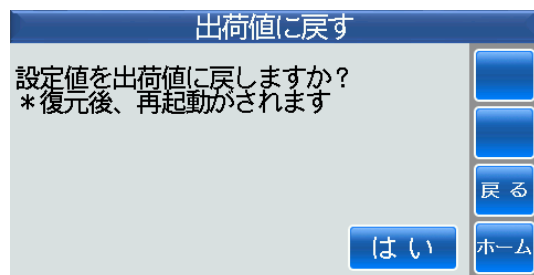 出荷値に戻す
設定値を出荷値に戻しますか？
＊復元後、再起動がされます
戻る
はい
ホーム